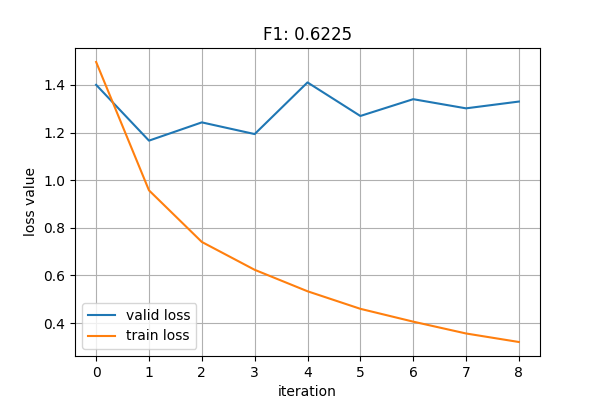 F1: 0.6225
1.4
1.2
1.0
0.8
0.6
0.4
loss value
valid loss
train loss
0 1 2 3 4 5 6 7 8
iteration